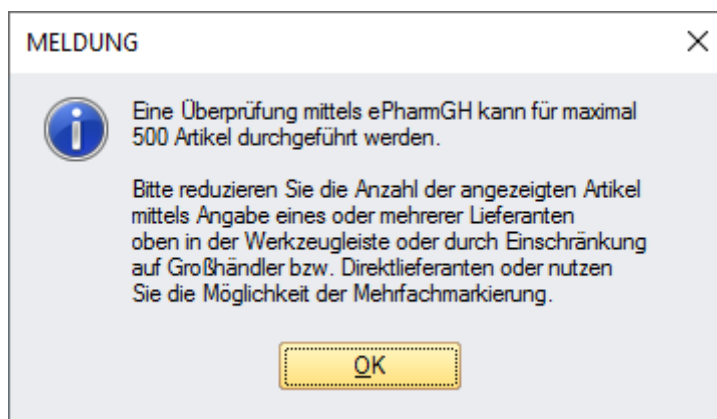 MELDUNG
Eine Überprüfung mittels ePharmGH kann für maximal
500 Artikel durchgeführt werden.
Bitte reduzieren Sie die Anzahl der angezeigten Artikel
mittels Angabe eines oder mehrerer Lieferanten
oben in der Werkzeugleiste oder durch Einschränkung
auf Großhändler bzw. Direktlieferanten oder nutzen
Sie die Möglichkeit der Mehrfachmarkierung.
OK